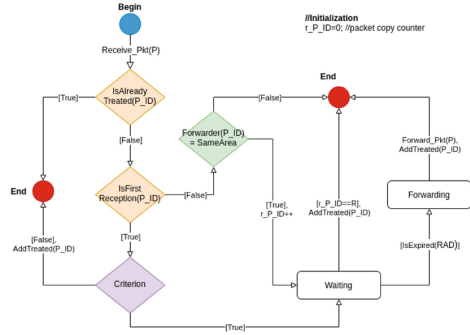 Begin
//Initialization
r_P_ID=0; //packet copy counter
Receive_Pkt(P)
End
IsAlready
Treated(P_ID)
[True]
[False]
[False]
Forwarder(P_ID)
= SameArea
Forward_Pkt(P),
AddTreated(P_ID)
End
IsFirst
Reception(P_ID)
[False]
Forwarding
[True],
r_P_ID++
[r_P_ID==R],
AddTreated(P_ID)
[True]
[False],
AddTreated(P_ID)
[IsExpired(RAD)]
Criterion
Waiting
[True]